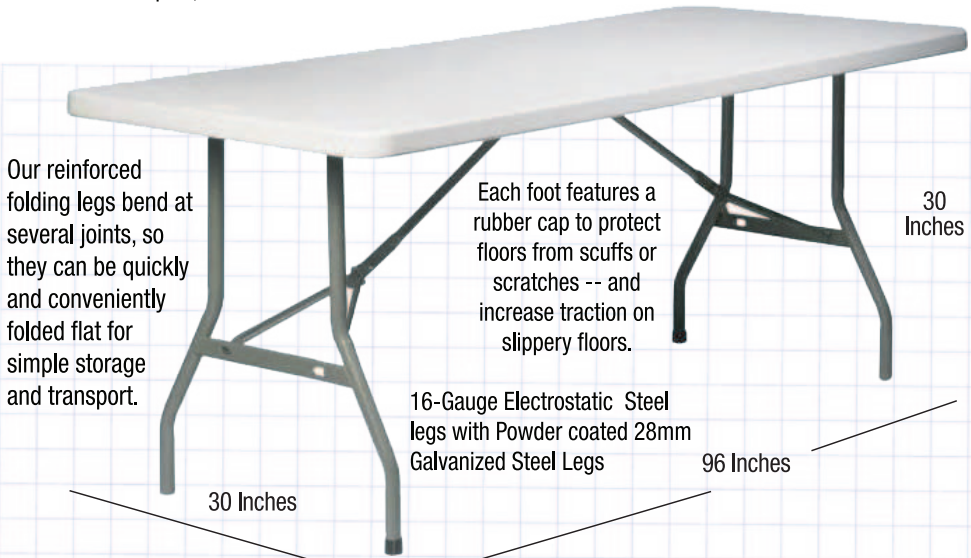 Our reinforced
folding legs bend at
several joints, so
they can be quickly
and conveniently
folded flat for
simple storage
and transport.
Each foot features a
rubber cap to protect
floors from scuffs or
scratches -- and
increase traction on
slippery floors.
16-Gauge Electrostatic Steel
legs with Powder coated 28mm
Galvanized Steel Legs
30
Inches
96 Inches
30 Inches